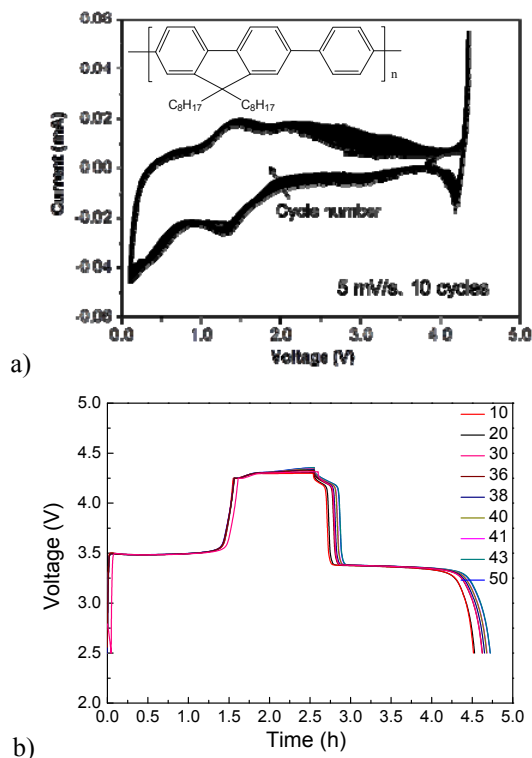 n
C8H17 C8H17
0.06
0.04
0.02
0.00
-0.02
-0.04
-0.06
Current (mA)
Cycle number
5 mV/s. 10 cycles
0.0 1.0 2.0 3.0 4.0 5.0
Voltage (V)
a)
5.0
4.5
4.0
3.5
3.0
2.5
2.0
Voltage (V)
10
20
30
36
38
40
41
43
50
0.0 0.5 1.0 1.5 2.0 2.5 3.0 3.5 4.0 4.5 5.0
Time (h)
b)